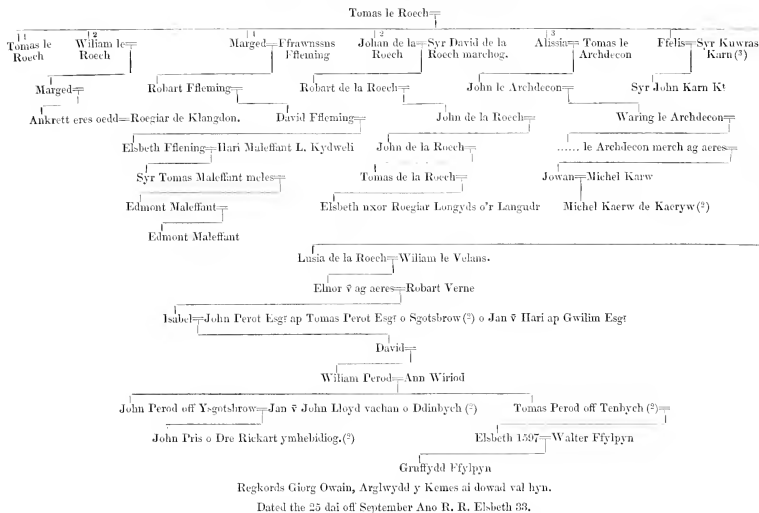 Tomas le Roech
1 2 1 2 3
Tomas le Roech Wiliam le Roech Marged Ffrawnssns Fflening Johan de la Roech Syr David de la Roech marchog. Alissia Tomas le Archdecon Ffelis Syr Kuwras Karn (³)
Marged Robart Ffleming Robart de la Roech John le Archdecon Syr John Karn Kt
Ankrett eres oedd Roegiar de Klangdon. David Ffleming John de la Roech Waring le Archdecon
Elsbeth Fflening Hari Maleffant L. Kydweli John de la Roech ...... le Archdecon merch ag aeres
Syr Tomas Maleffant meles Tomas de la Roech Jowan Michel Karw
Edmont Maleffant Elsbeth uxor Roegiar Longyds o'r Langudr Michel Kaerw de Kaeryw (²)
Edmont Maleffant
Lusia de la Roech Wiliam le Velans.
Elnor v̄ ag aeres Robart Verne
Isabel John Perot Esgr ap Tomas Perot Esgr o Sgotsbrow (²) o Jan v̄ Hari ap Gwilim Esgr
David
Wiliam Perod Ann Wiriod
John Perod off Ysgotsbrow Jan v̄ John Lloyd vachan o Ddinbych (²) Tomas Perod off Tenbych (²)
John Pris o Dre Rickart ymhebidiog.(²) Elsbeth 1597 Walter Ffylpyn
Gruffydd Ffylpyn
Regkords Giorg Owain, Arglwydd y Kemes ai dowad val hyn.
Dated the 25 dai off September Ano R. R. Elsbeth 33.